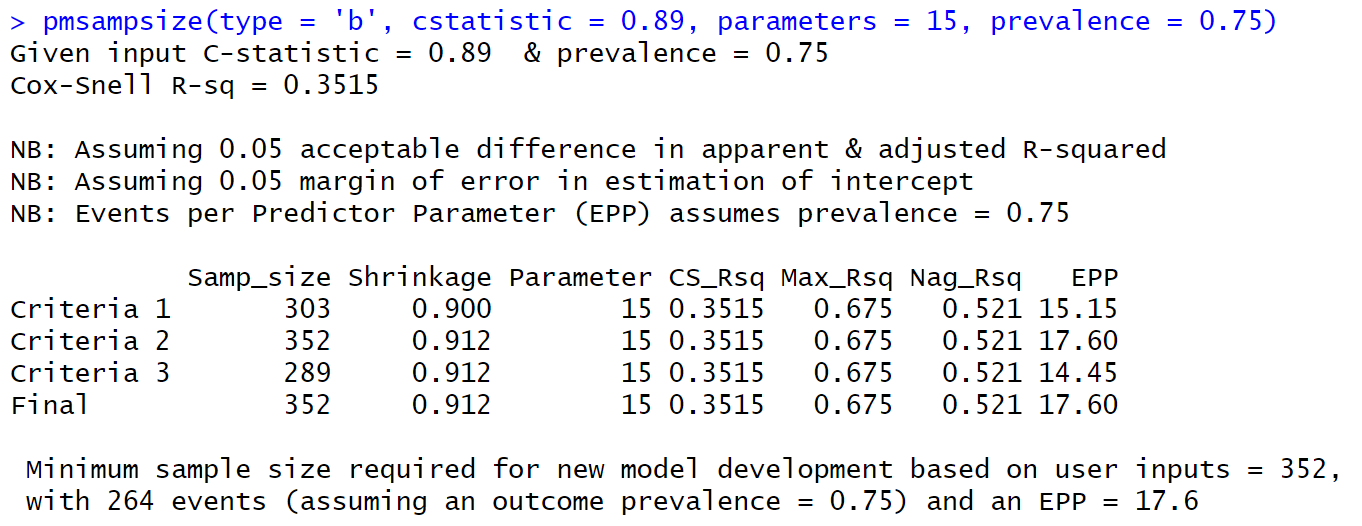 > pmsampsize(type = 'b', cstatistic = 0.89, parameters = 15, prevalence = 0.75)
Given input C-statistic = 0.89  & prevalence = 0.75
Cox-Snell R-sq = 0.3515

NB: Assuming 0.05 acceptable difference in apparent & adjusted R-squared
NB: Assuming 0.05 margin of error in estimation of intercept
NB: Events per Predictor Parameter (EPP) assumes prevalence = 0.75

           Samp_size Shrinkage Parameter CS_Rsq Max_Rsq Nag_Rsq   EPP
Criteria 1       303     0.900        15 0.3515   0.675   0.521 15.15
Criteria 2       352     0.912        15 0.3515   0.675   0.521 17.60
Criteria 3       289     0.912        15 0.3515   0.675   0.521 14.45
Final            352     0.912        15 0.3515   0.675   0.521 17.60

 Minimum sample size required for new model development based on user inputs = 352,
 with 264 events (assuming an outcome prevalence = 0.75) and an EPP = 17.6